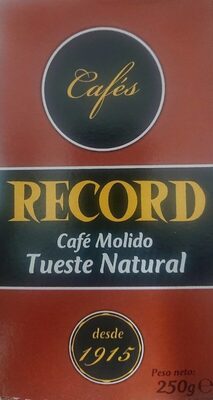 Cafés
RECORD
Café Molido
Tueste Natural
desde
1915
Peso neto:
250g ℮